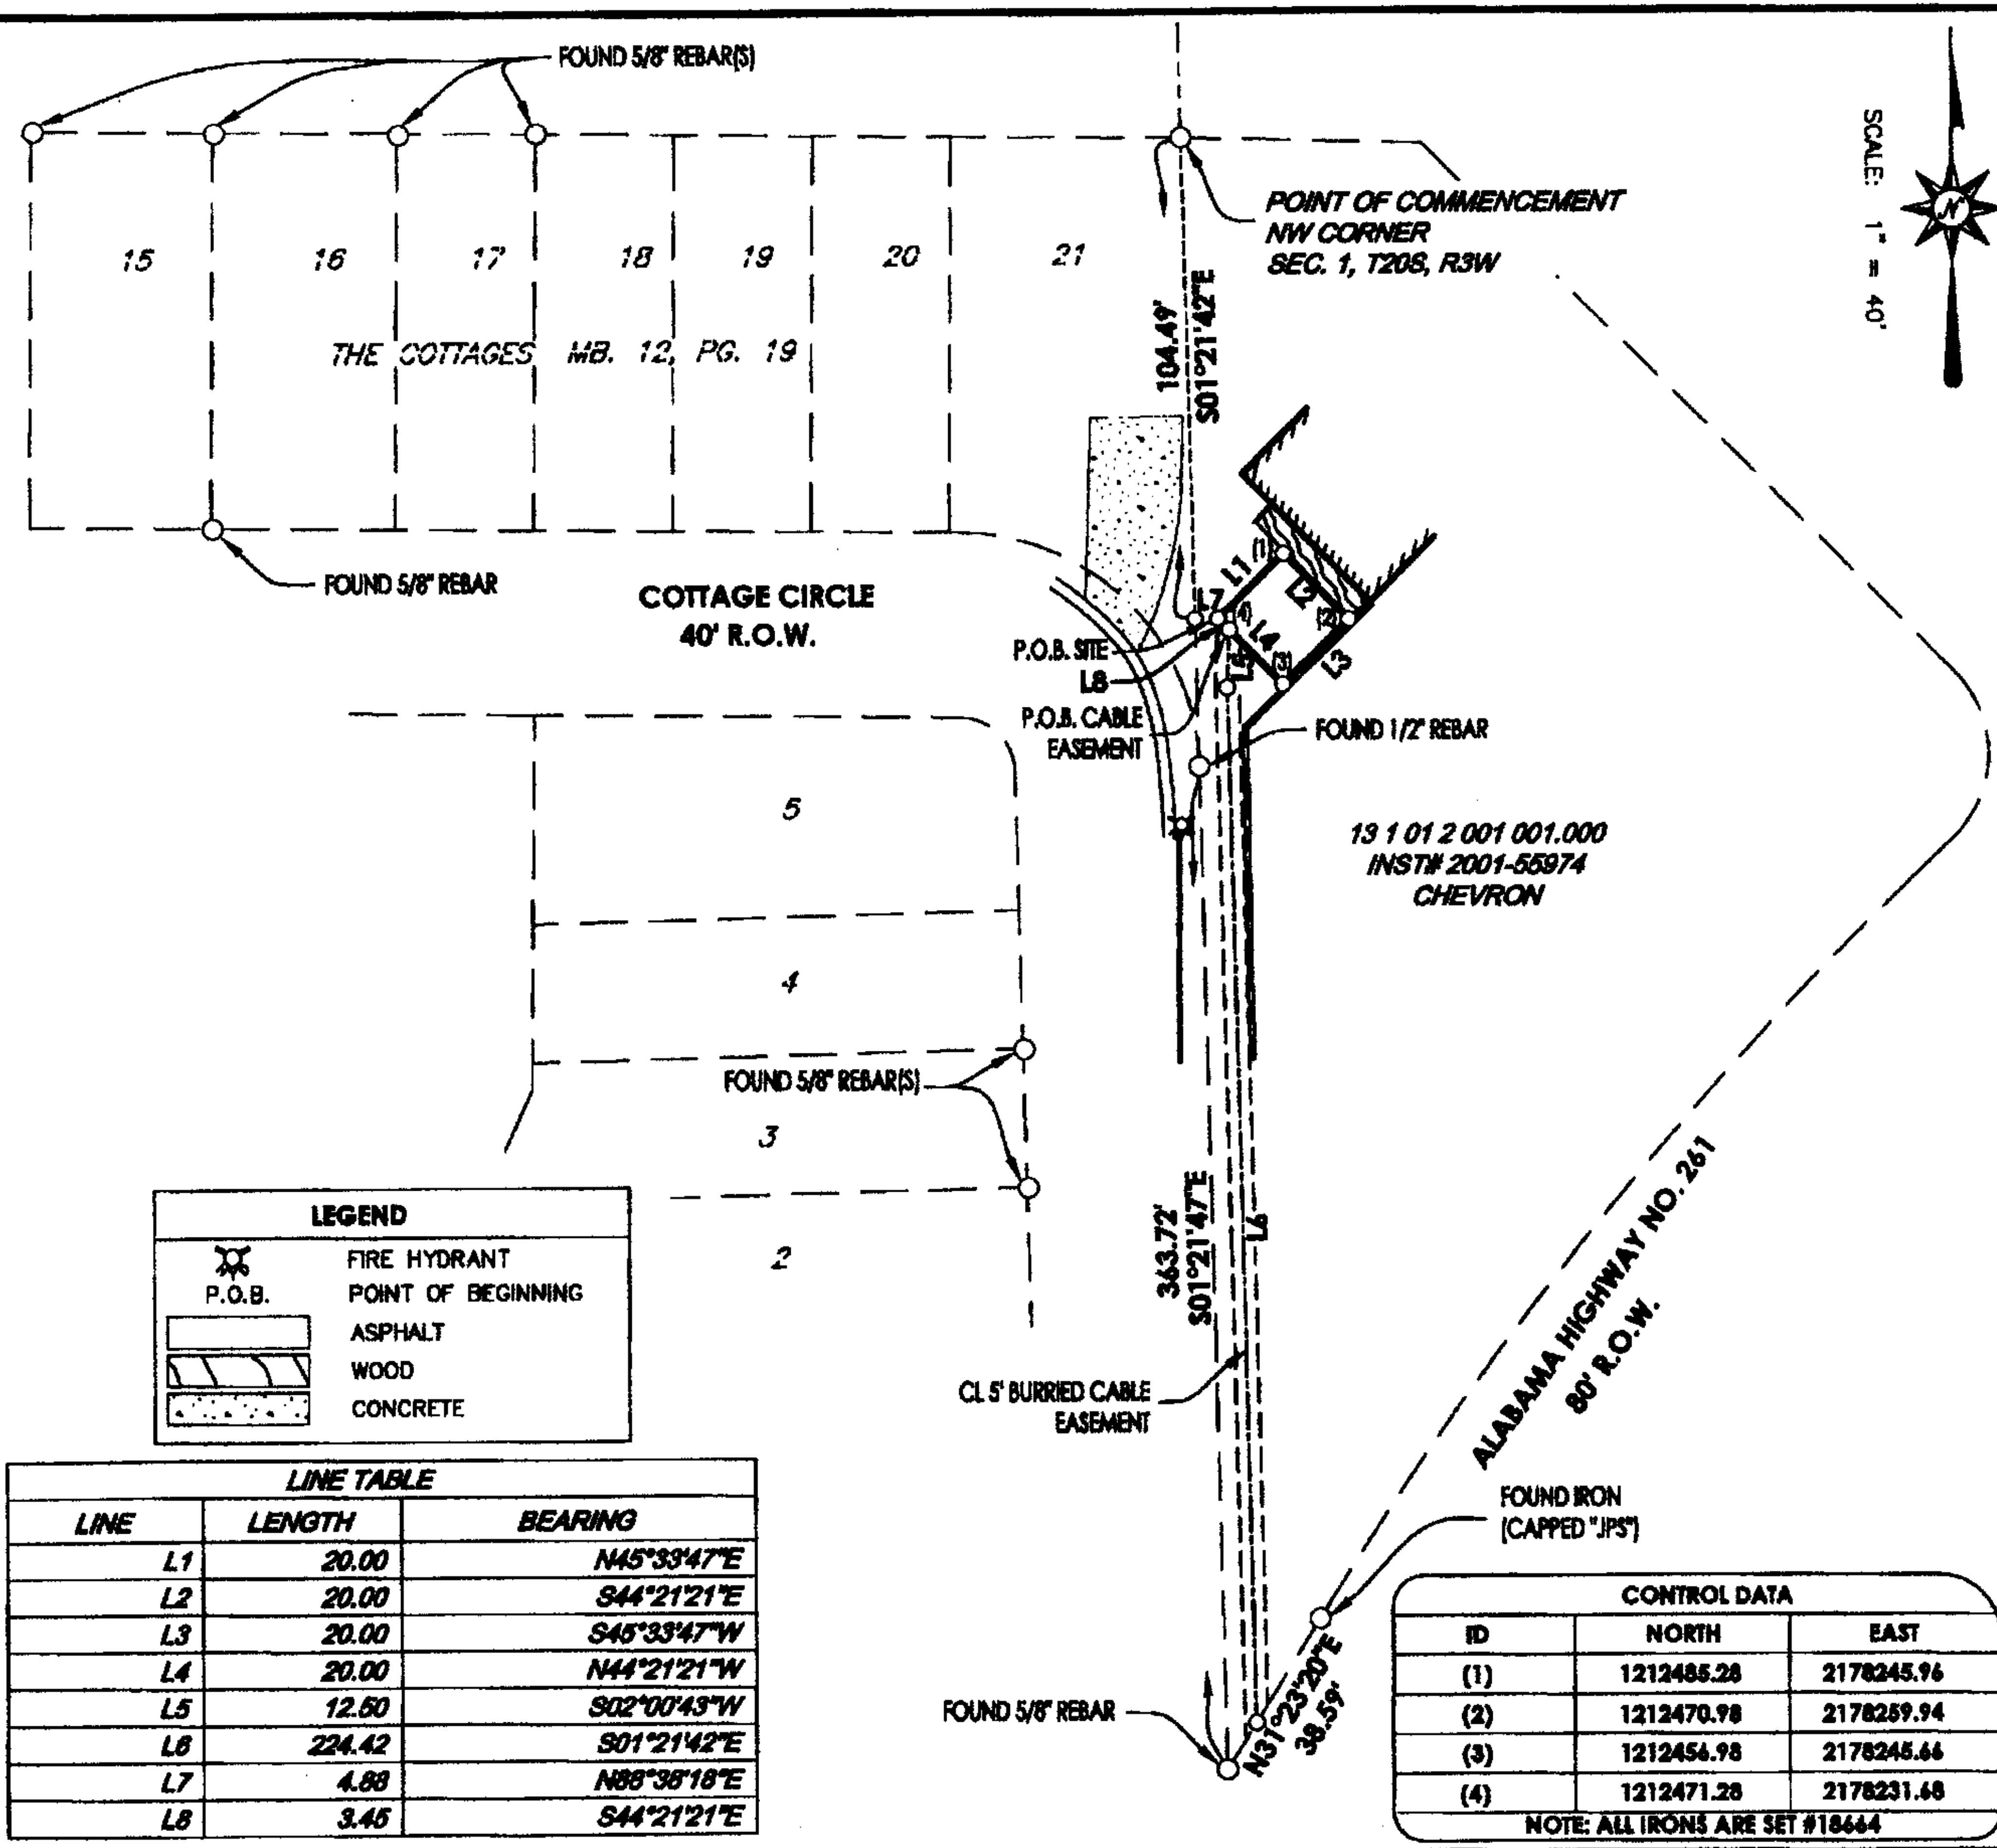 FOUND 5/8" REBAR(S)
SCALE: 1" = 40'
N
POINT OF COMMENCEMENT
NW CORNER
SEC. 1, T20S, R3W
15
16
17
18
19
20
21
THE COTTAGES MB. 12, PG. 19
104.49'
S01°21'42"E
FOUND 5/8" REBAR
COTTAGE CIRCLE
40' R.O.W.
L1
(1)
L2
(2)
L7
(4)
L4
(3)
L3
L5
P.O.B. SITE
L8
P.O.B. CABLE
EASEMENT
FOUND 1/2" REBAR
5
13 1 01 2 001 001.000
INST# 2001-55974
CHEVRON
4
FOUND 5/8" REBAR(S)
3
2
363.72'
S01°21'47"E
L6
ALABAMA HIGHWAY NO. 261
80' R.O.W.
CL 5' BURRIED CABLE
EASEMENT
FOUND IRON
(CAPPED "JPS")
N31°23'20"E
38.59'
FOUND 5/8" REBAR
LEGEND
FIRE HYDRANT
P.O.B. POINT OF BEGINNING
ASPHALT
WOOD
CONCRETE
LINE TABLE
LINE LENGTH BEARING
L1 20.00 N45°33'47"E
L2 20.00 S44°21'21"E
L3 20.00 S45°33'47"W
L4 20.00 N44°21'21"W
L5 12.50 S02°00'43"W
L6 224.42 S01°21'42"E
L7 4.88 N88°38'18"E
L8 3.45 S44°21'21"E
CONTROL DATA
ID NORTH EAST
(1) 1212485.28 2178245.96
(2) 1212470.98 2178259.94
(3) 1212456.98 2178245.66
(4) 1212471.28 2178231.68
NOTE: ALL IRONS ARE SET #18664